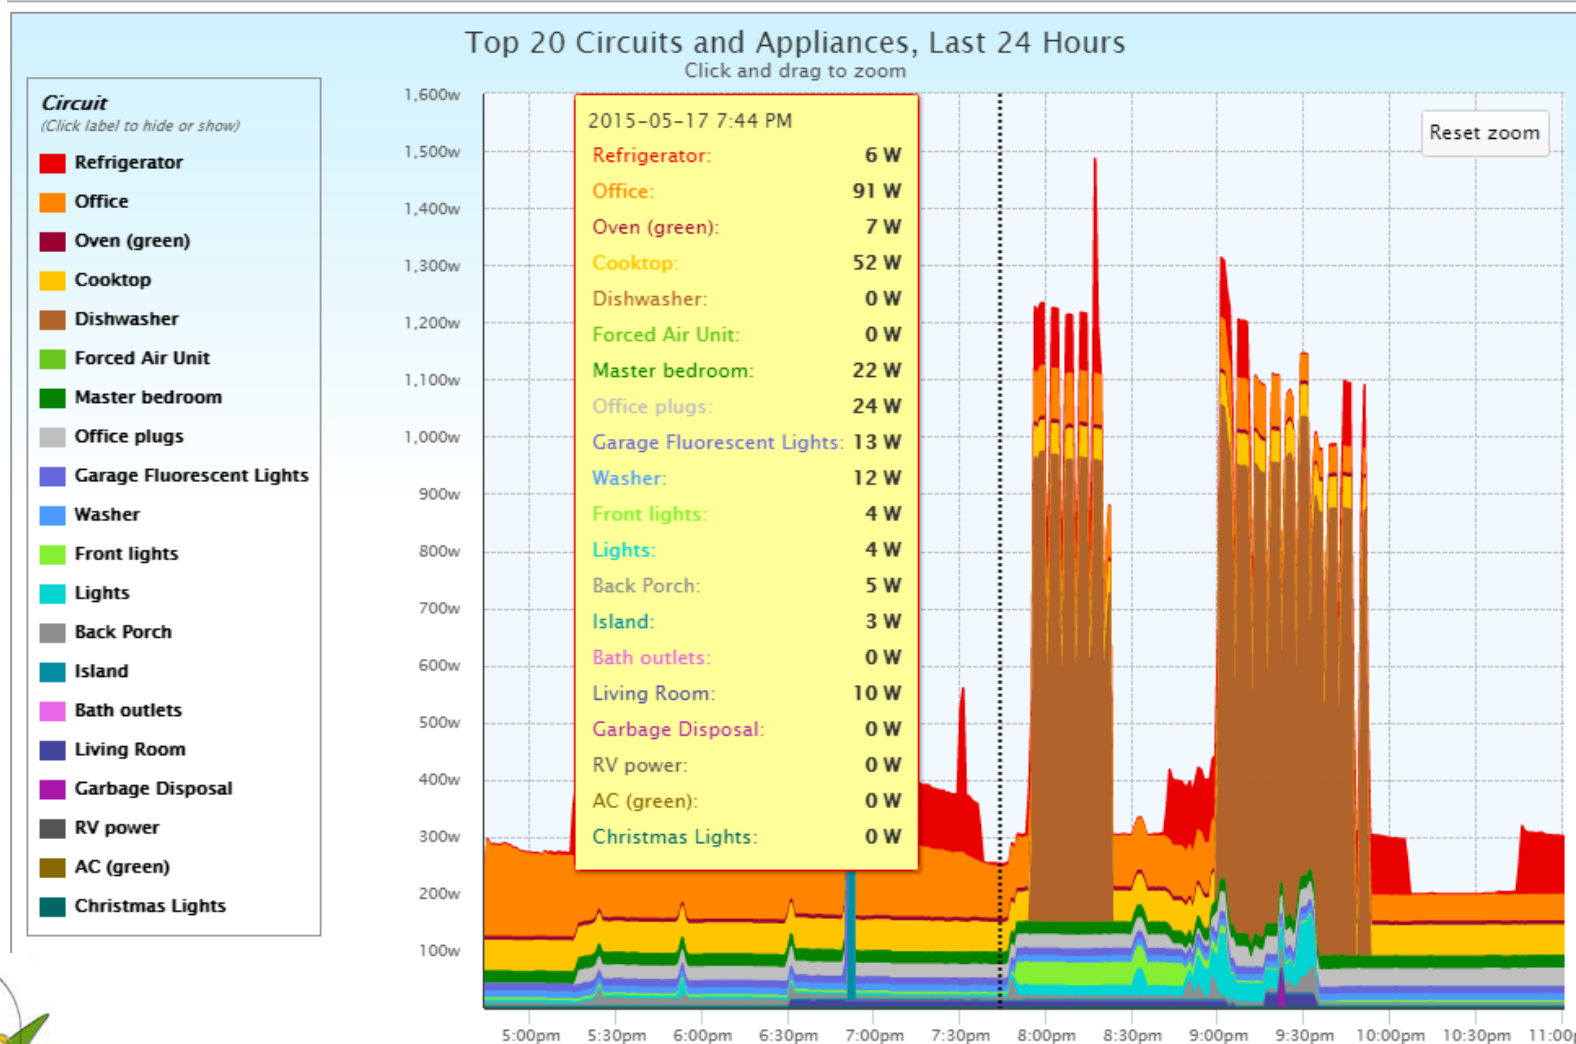 Top 20 Circuits and Appliances, Last 24 Hours
Click and drag to zoom
Circuit
(Click label to hide or show)
Refrigerator
Office
Oven (green)
Cooktop
Dishwasher
Forced Air Unit
Master bedroom
Office plugs
Garage Fluorescent Lights
Washer
Front lights
Lights
Back Porch
Island
Bath outlets
Living Room
Garbage Disposal
RV power
AC (green)
Christmas Lights
1,600w
1,500w
1,400w
1,300w
1,200w
1,100w
1,000w
900w
800w
700w
600w
500w
400w
300w
200w
100w
2015-05-17 7:44 PM
Refrigerator: 6 W
Office: 91 W
Oven (green): 7 W
Cooktop: 52 W
Dishwasher: 0 W
Forced Air Unit: 0 W
Master bedroom: 22 W
Office plugs: 24 W
Garage Fluorescent Lights: 13 W
Washer: 12 W
Front lights: 4 W
Lights: 4 W
Back Porch: 5 W
Island: 3 W
Bath outlets: 0 W
Living Room: 10 W
Garbage Disposal: 0 W
RV power: 0 W
AC (green): 0 W
Christmas Lights: 0 W
Reset zoom
5:00pm 5:30pm 6:00pm 6:30pm 7:00pm 7:30pm 8:00pm 8:30pm 9:00pm 9:30pm 10:00pm 10:30pm 11:00p